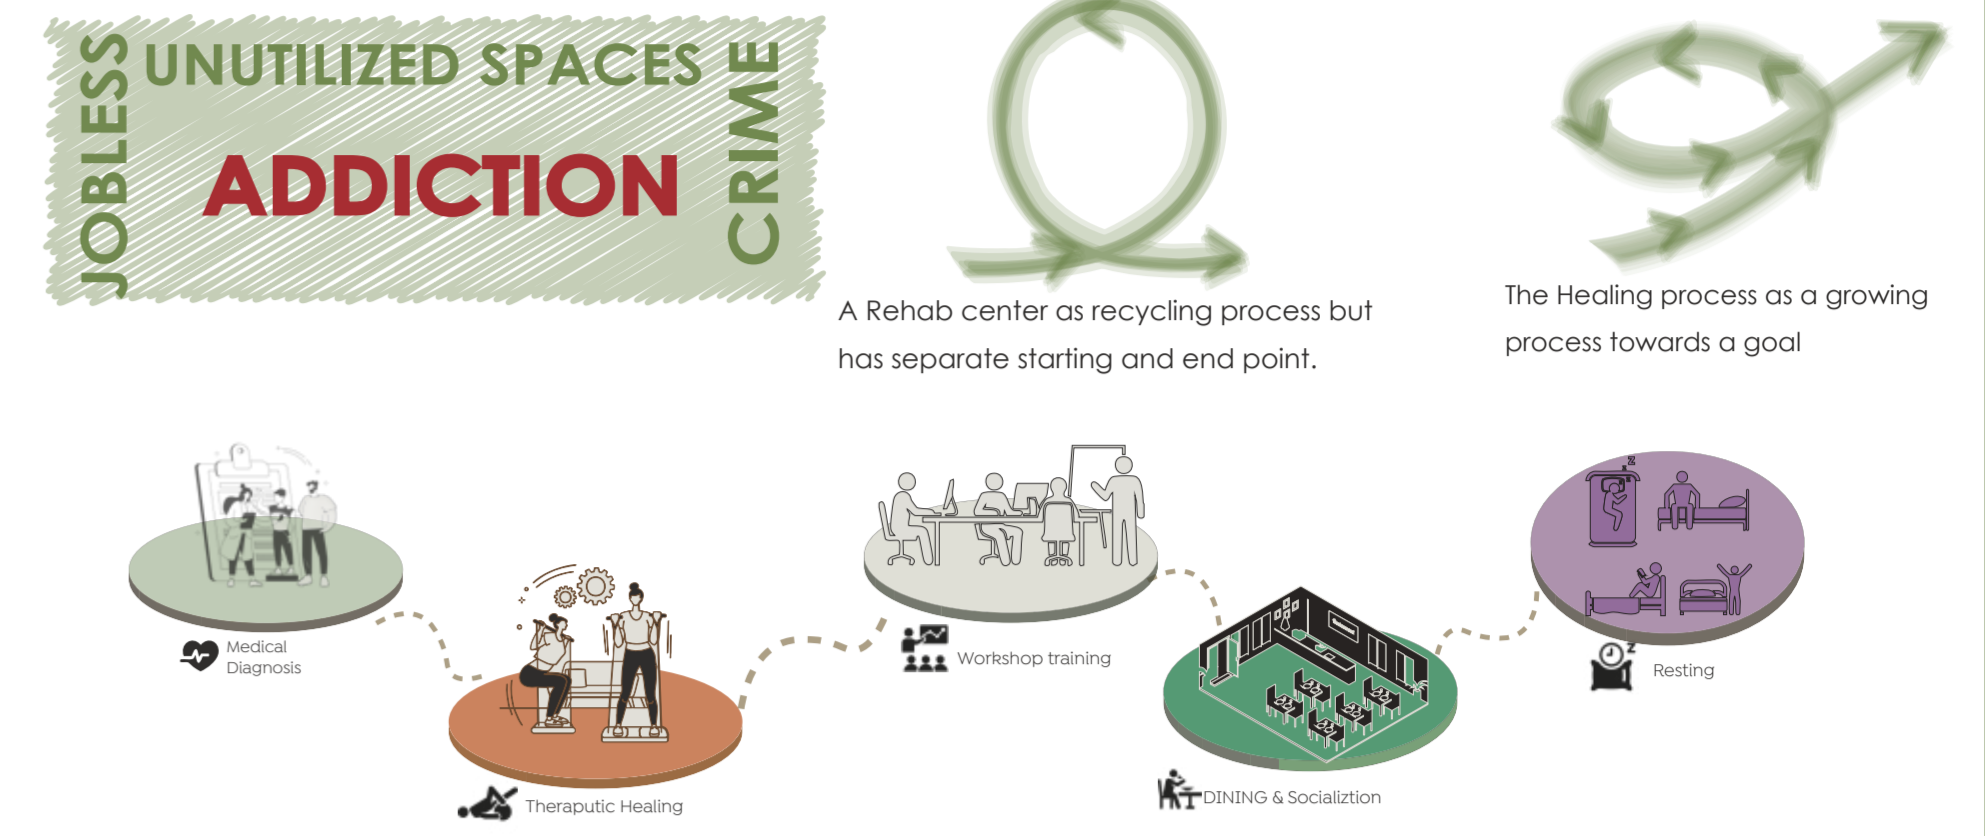 JOBLESS
UNUTILIZED SPACES
CRIME
ADDICTION
A Rehab center as recycling process but
has separate starting and end point.
The Healing process as a growing
process towards a goal
Medical
Diagnosis
Theraputic Healing
Workshop training
DINING & Socializtion
Z
Z
Resting